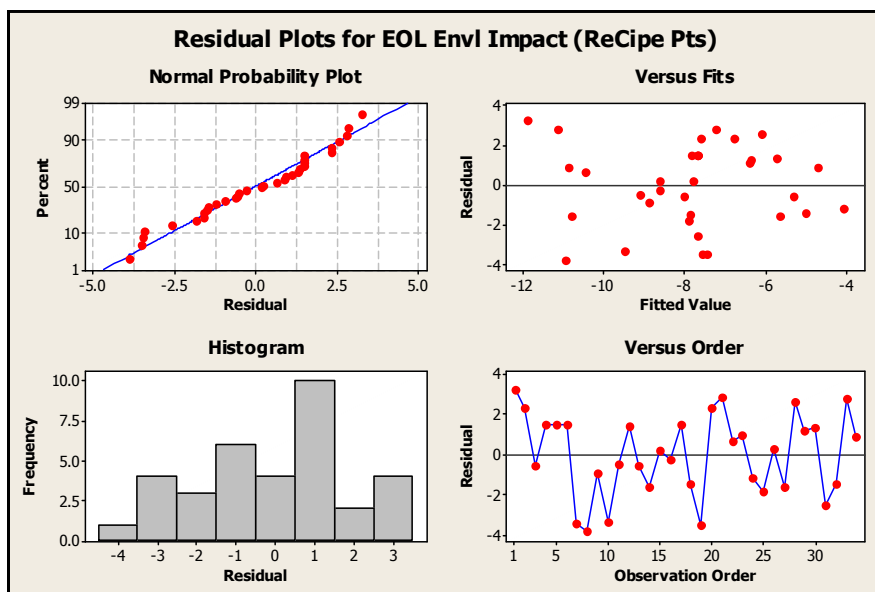 Residual Plots for EOL Envl Impact (ReCipe Pts)
Normal Probability Plot
99
90
50
10
1
Percent
-5.0 -2.5 0.0 2.5 5.0
Residual
Versus Fits
4
2
0
-2
-4
Residual
-12 -10 -8 -6 -4
Fitted Value
Histogram
10.0
7.5
5.0
2.5
0.0
Frequency
-4 -3 -2 -1 0 1 2 3
Residual
Versus Order
4
2
0
-2
-4
Residual
1 5 10 15 20 25 30
Observation Order